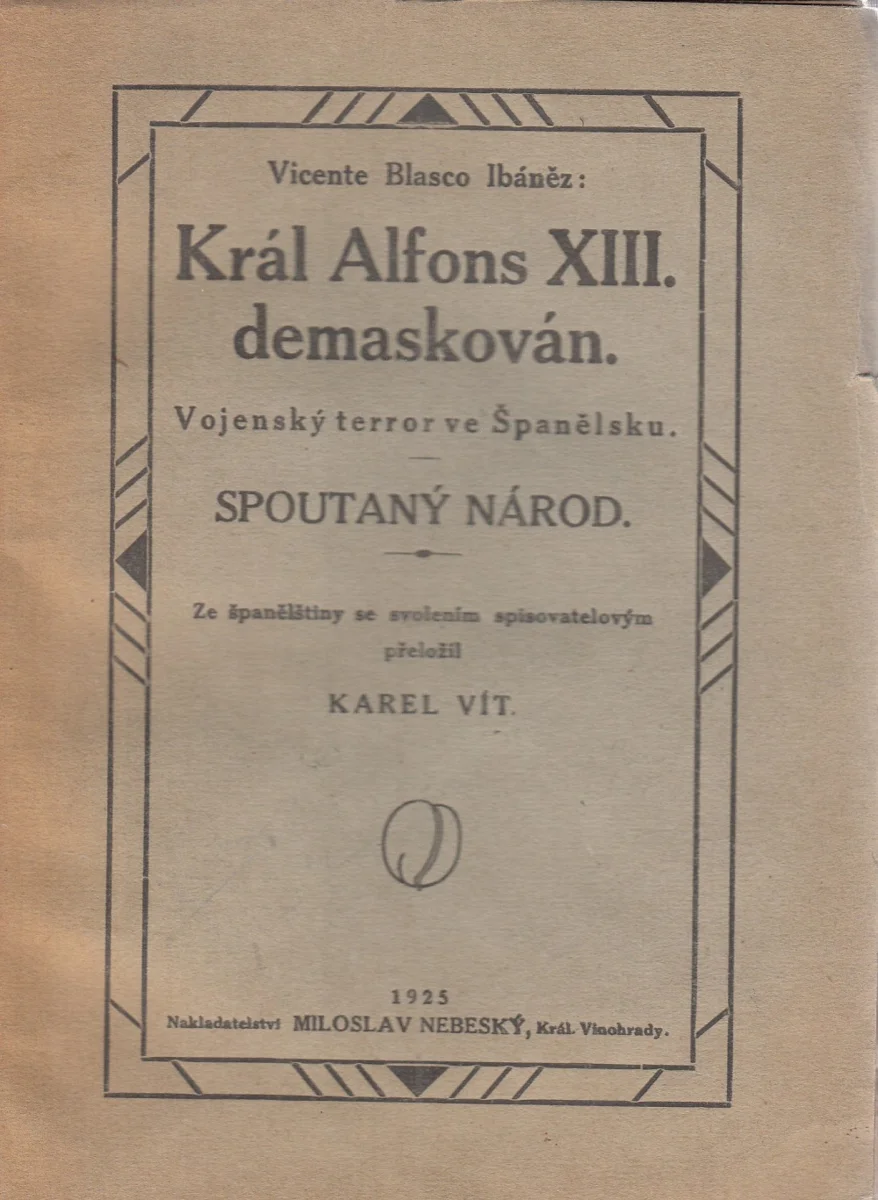 Vicente Blasco Ibáněz:
Král Alfons XIII.
demaskován.
Vojenský terror ve Španělsku.
SPOUTANÝ NÁROD.
Ze španělštiny se svolením spisovatelovým
přeložil
KAREL VÍT.
1925
Nakladatelství MILOSLAV NEBESKÝ, Král. Vinohrady.